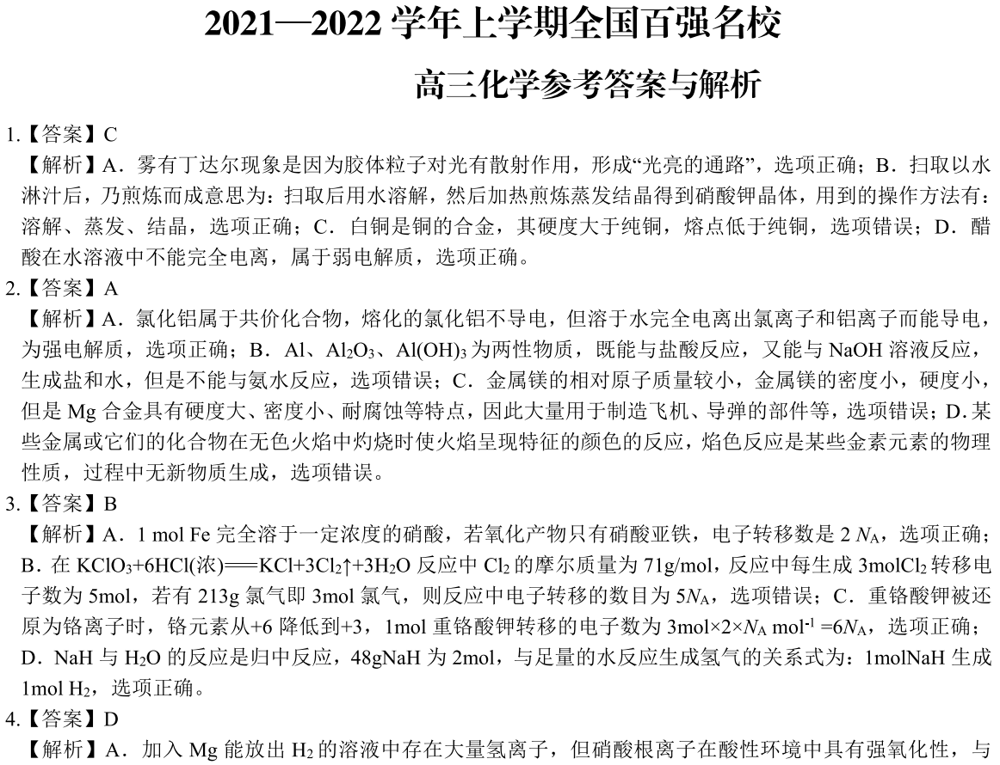 2021—2022 学年上学期全国百强名校
高三化学参考答案与解析
1.【答案】C
【解析】A．雾有丁达尔现象是因为胶体粒子对光有散射作用，形成“光亮的通路”，选项正确；B．扫取以水
淋汁后，乃煎炼而成意思为：扫取后用水溶解，然后加热煎炼蒸发结晶得到硝酸钾晶体，用到的操作方法有：
溶解、蒸发、结晶，选项正确；C．白铜是铜的合金，其硬度大于纯铜，熔点低于纯铜，选项错误；D．醋
酸在水溶液中不能完全电离，属于弱电解质，选项正确。
2.【答案】A
【解析】A．氯化铝属于共价化合物，熔化的氯化铝不导电，但溶于水完全电离出氯离子和铝离子而能导电，
为强电解质，选项正确；B．Al、Al₂O₃、Al(OH)₃为两性物质，既能与盐酸反应，又能与 NaOH 溶液反应，
生成盐和水，但是不能与氨水反应，选项错误；C．金属镁的相对原子质量较小，金属镁的密度小，硬度小，
但是 Mg 合金具有硬度大、密度小、耐腐蚀等特点，因此大量用于制造飞机、导弹的部件等，选项错误；D．某
些金属或它们的化合物在无色火焰中灼烧时使火焰呈现特征的颜色的反应，焰色反应是某些金素元素的物理
性质，过程中无新物质生成，选项错误。
3.【答案】B
【解析】A．1 mol Fe 完全溶于一定浓度的硝酸，若氧化产物只有硝酸亚铁，电子转移数是 2 N_A，选项正确；
B．在 KClO₃+6HCl(浓)══KCl+3Cl₂↑+3H₂O 反应中 Cl₂的摩尔质量为 71g/mol，反应中每生成 3molCl₂转移电
子数为 5mol，若有 213g 氯气即 3mol 氯气，则反应中电子转移的数目为 5N_A，选项错误；C．重铬酸钾被还
原为铬离子时，铬元素从+6 降低到+3，1mol 重铬酸钾转移的电子数为 3mol×2×N_A mol⁻¹ =6N_A，选项正确；
D．NaH 与 H₂O 的反应是归中反应，48gNaH 为 2mol，与足量的水反应生成氢气的关系式为：1molNaH 生成
1mol H₂，选项正确。
4.【答案】D
【解析】A．加入 Mg 能放出 H₂的溶液中存在大量氢离子，但硝酸根离子在酸性环境中具有强氧化性，与